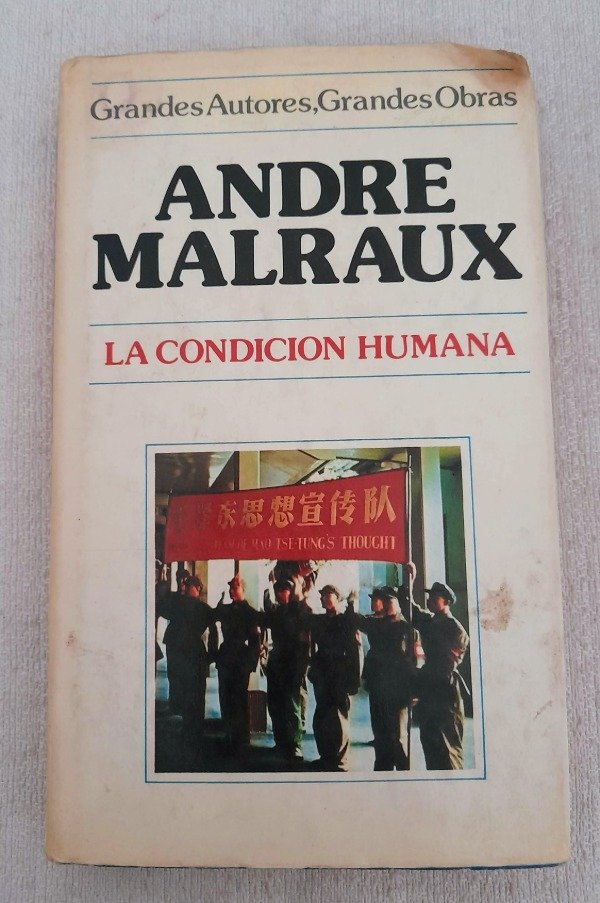 Grandes Autores, Grandes Obras
ANDRE
MALRAUX
LA CONDICION HUMANA
东思想宣传队
OF MAO TSE-TUNG'S THOUGHT